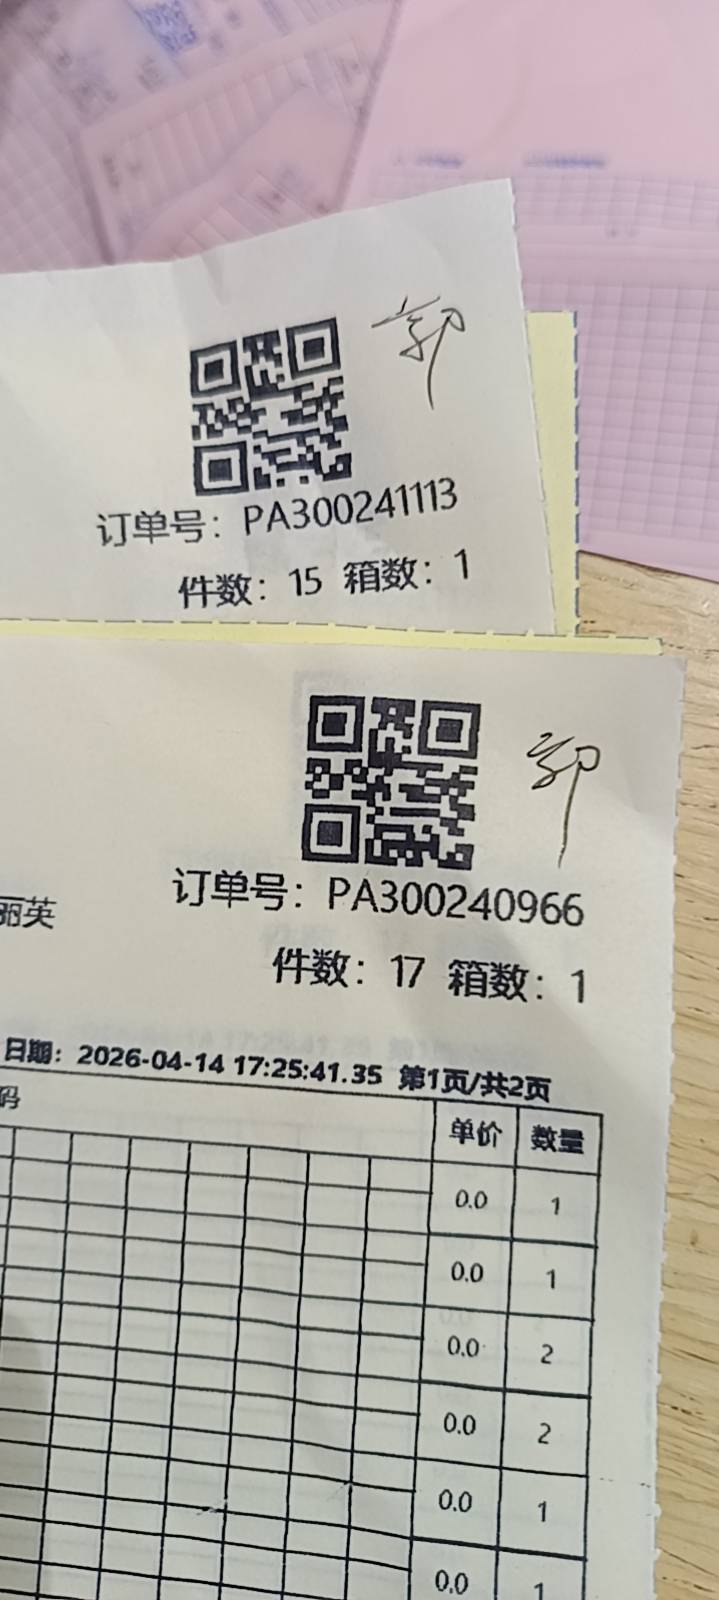 郭
订单号：PA300241113
件数：15 箱数：1
郭
订单号：PA300240966
丽英
件数：17 箱数：1
日期：2026-04-14 17:25:41.35 第1页/共2页
码
单价 数量
0.0 1
0.0 1
0.0 2
0.0 2
0.0 1
0.0 1